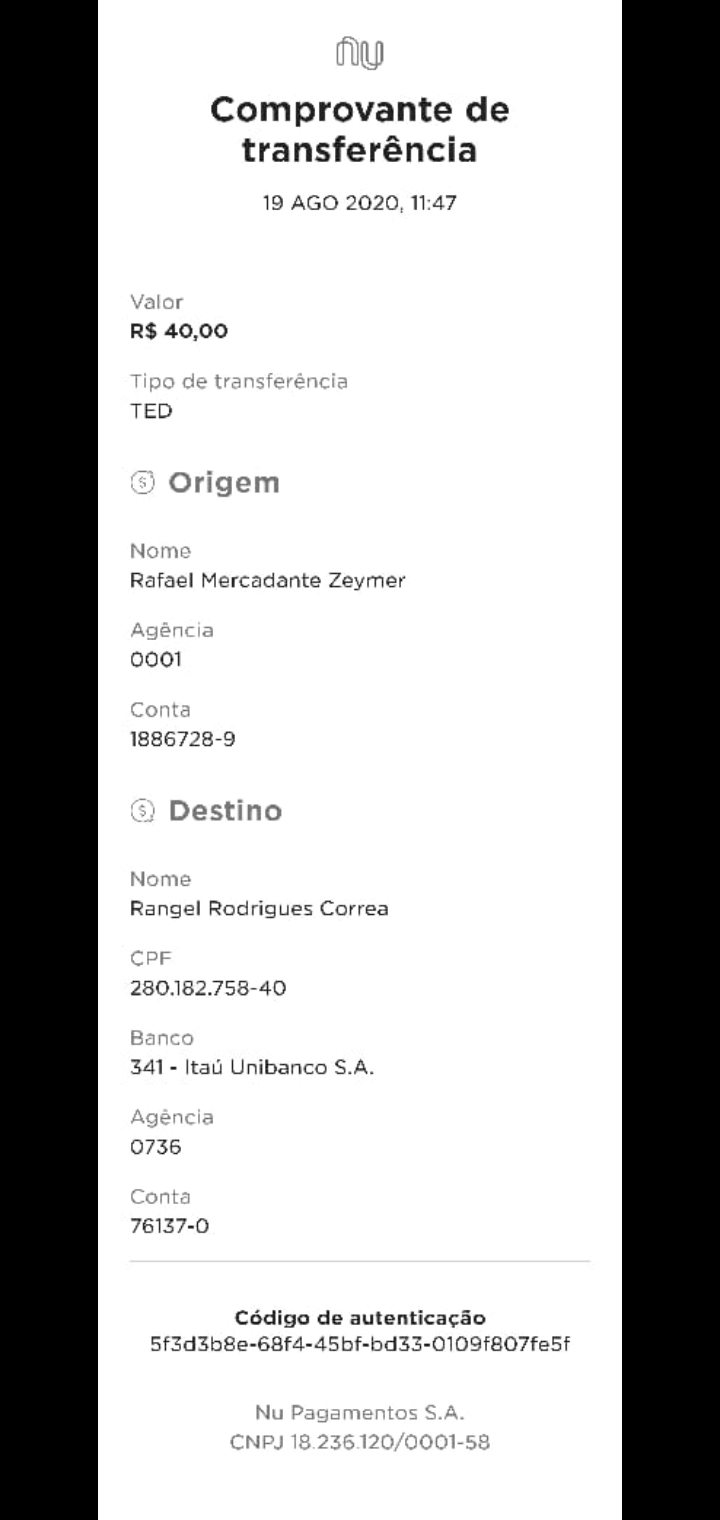 nu
Comprovante de
transferência
19 AGO 2020, 11:47
Valor
R$ 40,00
Tipo de transferência
TED
Origem
Nome
Rafael Mercadante Zeymer
Agência
0001
Conta
1886728-9
Destino
Nome
Rangel Rodrigues Correa
CPF
280.182.758-40
Banco
341 - Itaú Unibanco S.A.
Agência
0736
Conta
76137-0
Código de autenticação
5f3d3b8e-68f4-45bf-bd33-0109f807fe5f
Nu Pagamentos S.A.
CNPJ 18.236.120/0001-58